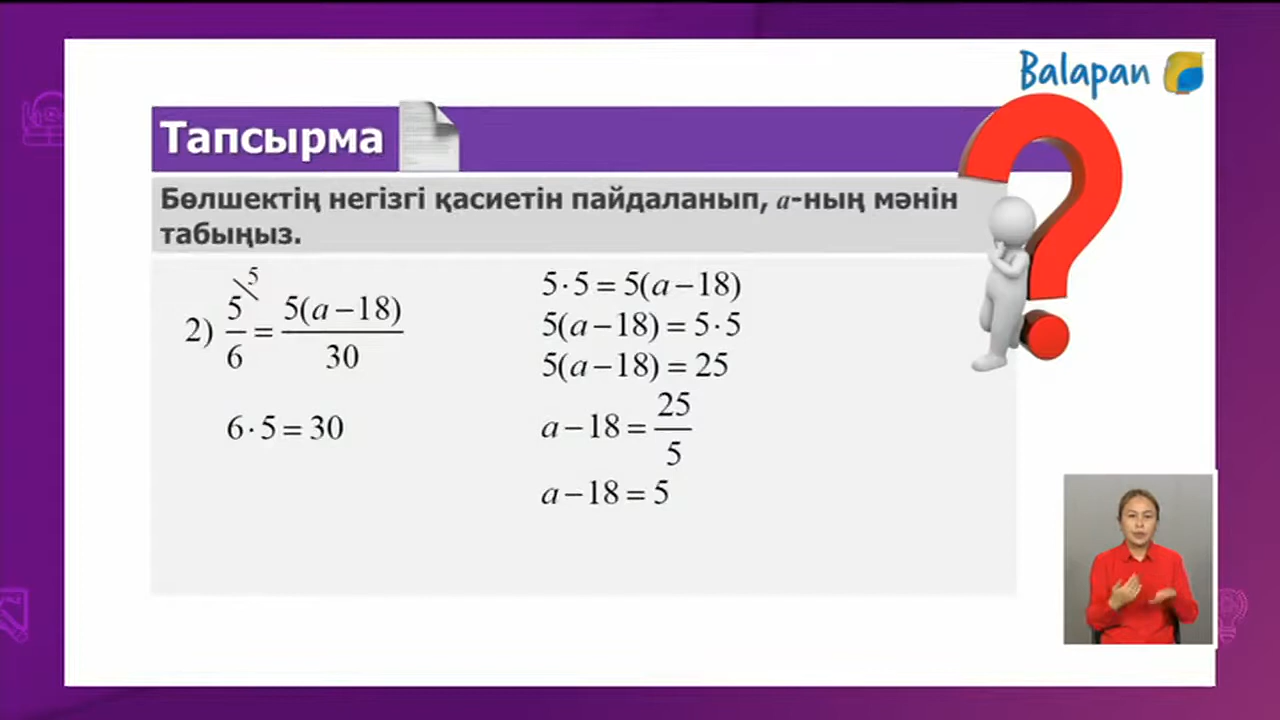 Balapan
Тапсырма
Бөлшектің негізгі қасиетін пайдаланып, a-ның мәнін
табыңыз.
2) 5/6 \ 5 = 5(a−18)/30
6·5=30
5·5=5(a−18)
5(a−18)=5·5
5(a−18)=25
a−18=25/5
a−18=5